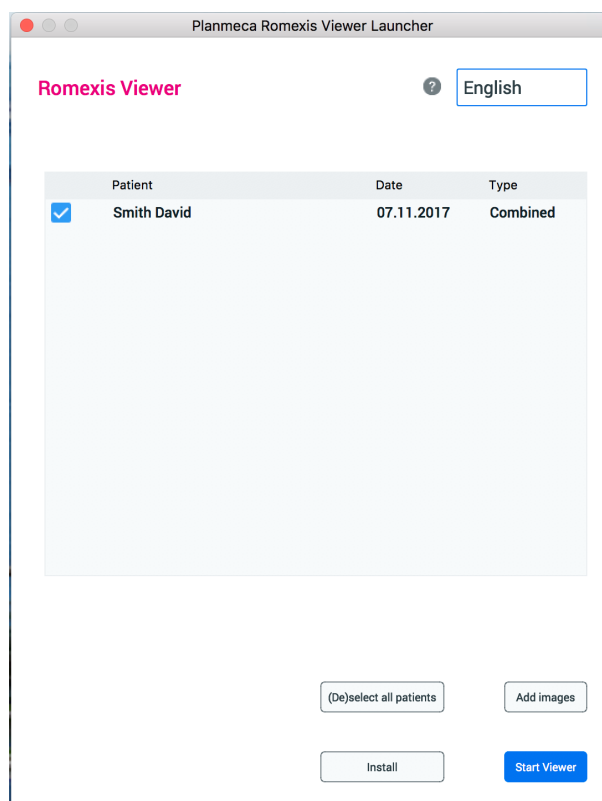 Planmeca Romexis Viewer Launcher
Romexis Viewer ? English
Patient Date Type
Smith David 07.11.2017 Combined
(De)select all patients Add images
Install Start Viewer